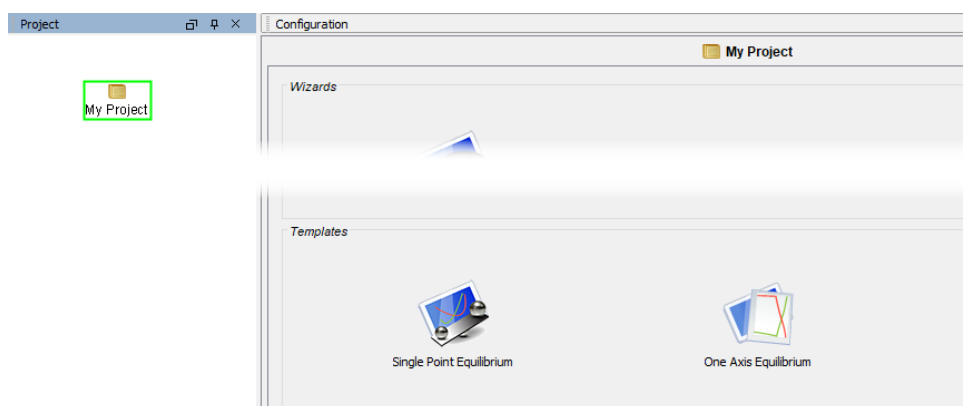 Project
Configuration
My Project
My Project
Wizards
Templates
Single Point Equilibrium
One Axis Equilibrium